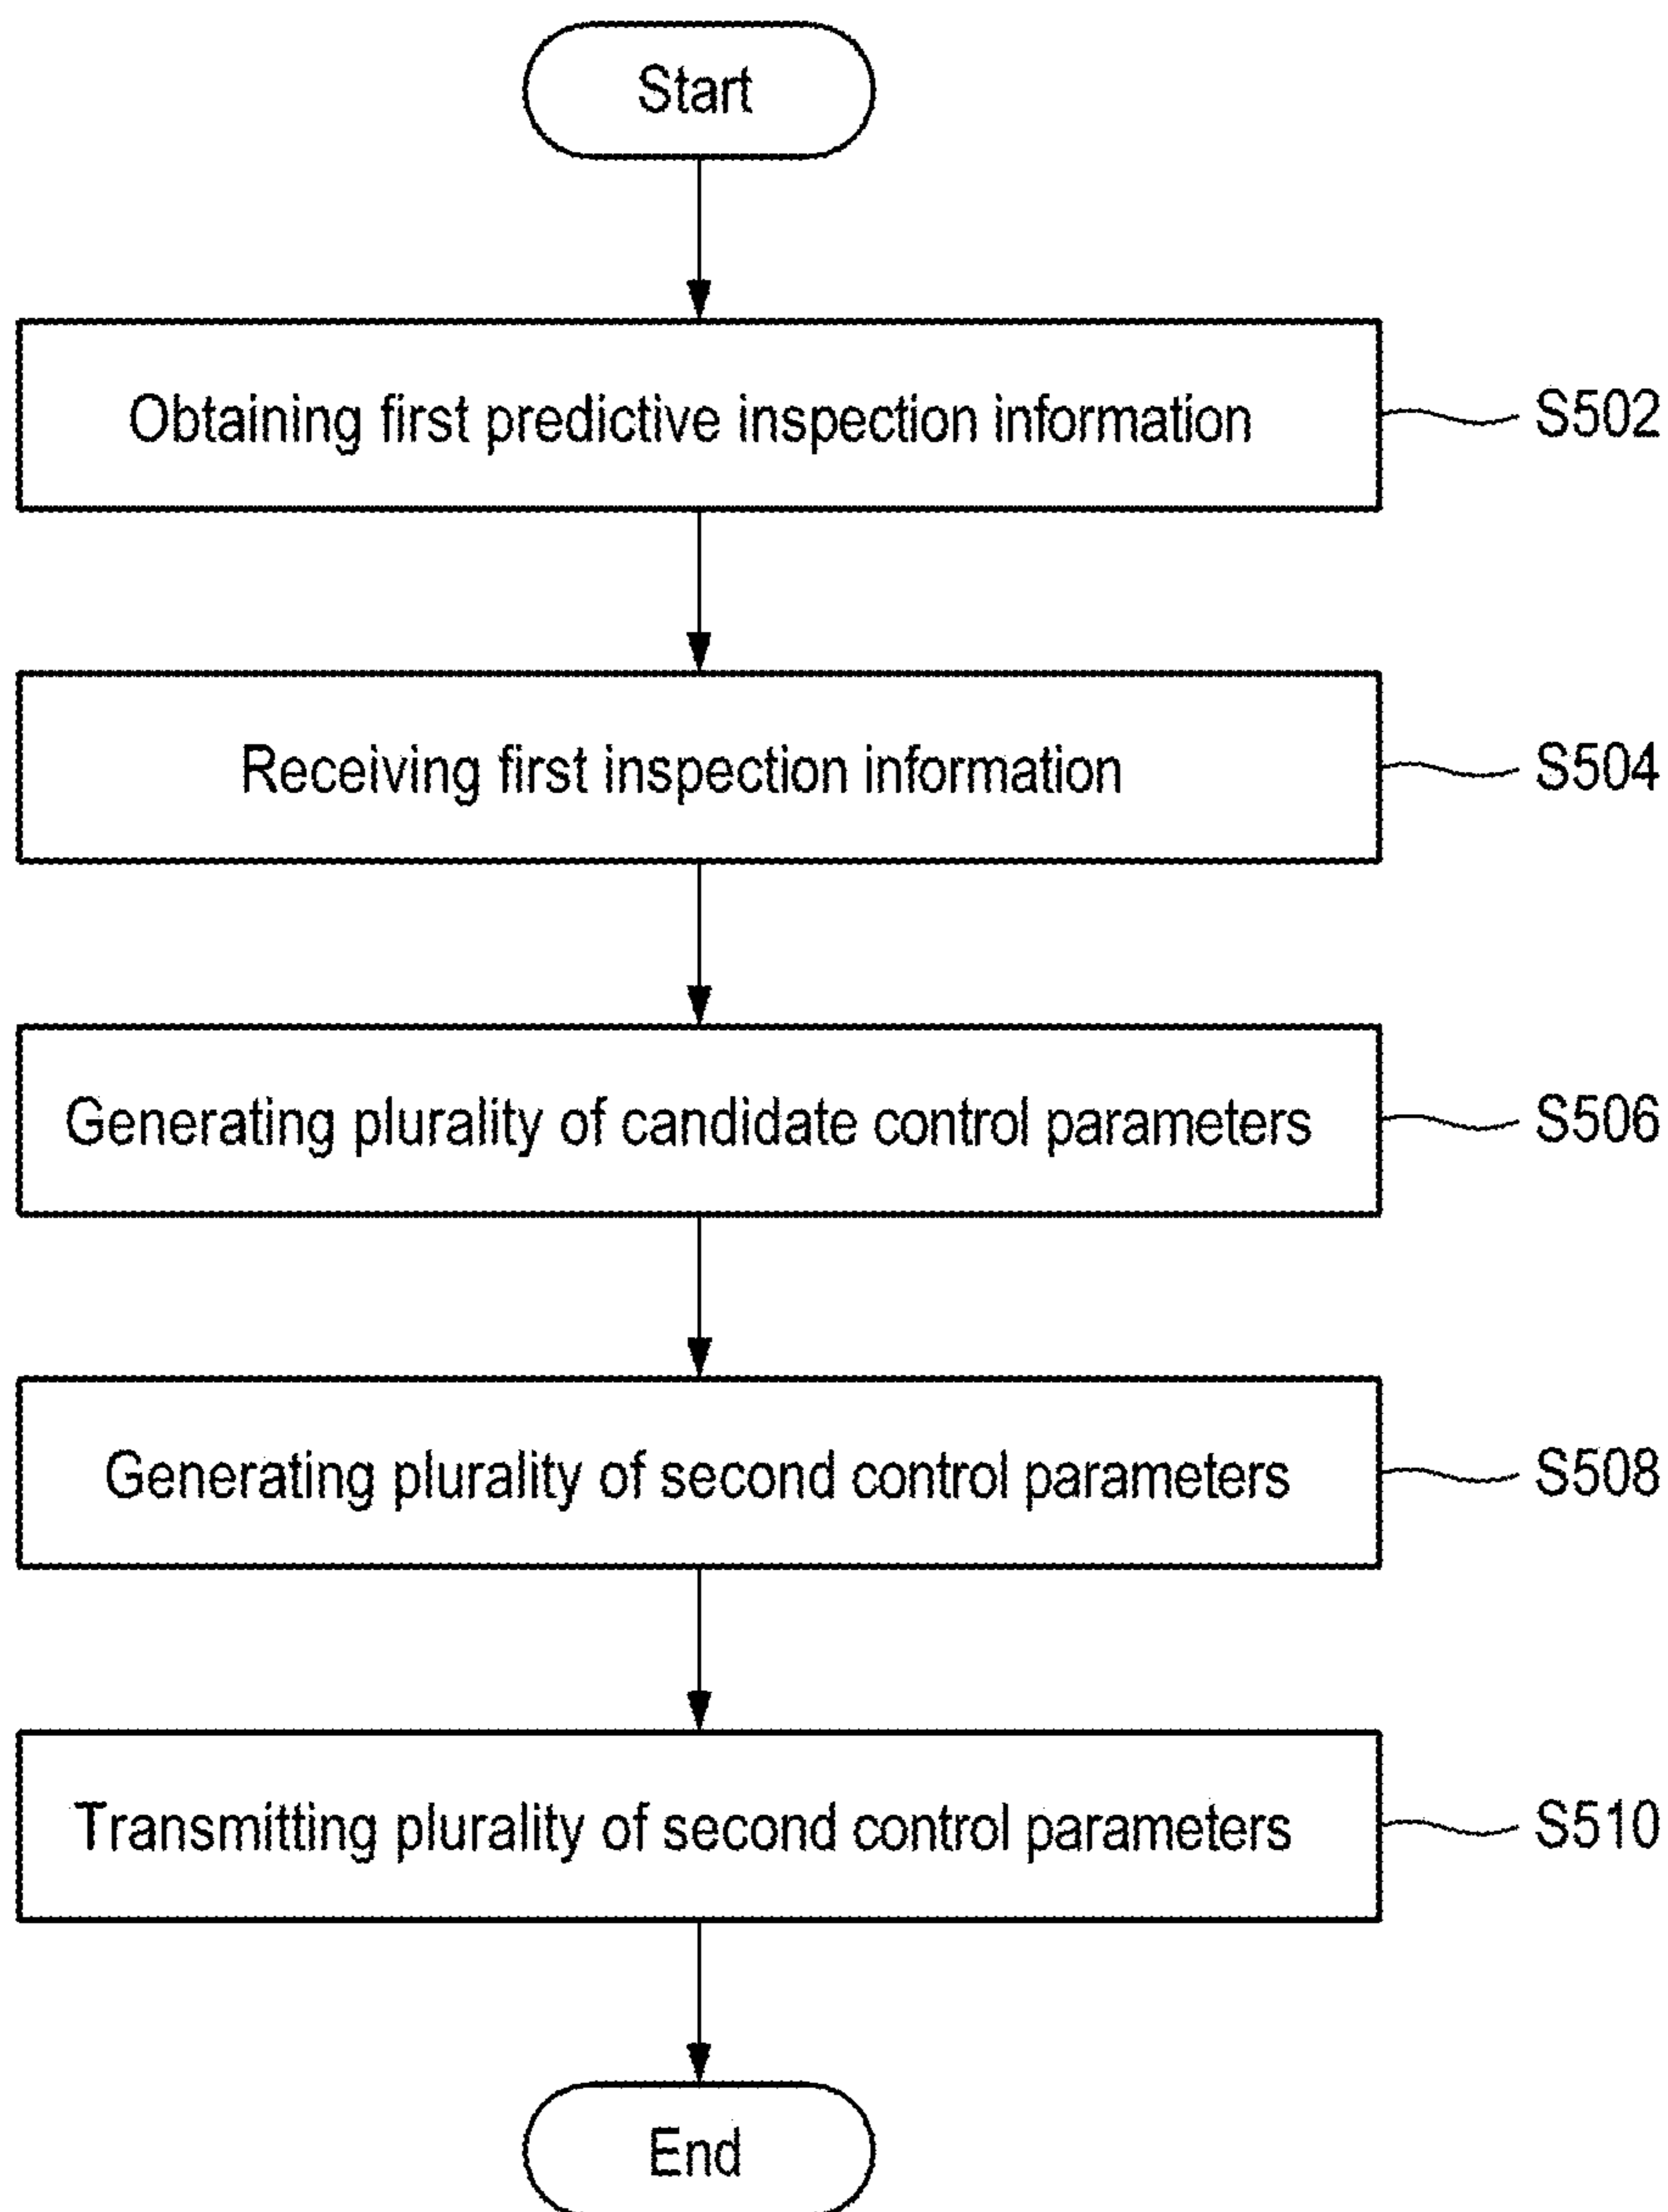 Start
Obtaining first predictive inspection information
S502
Receiving first inspection information
S504
Generating plurality of candidate control parameters
S506
Generating plurality of second control parameters
S508
Transmitting plurality of second control parameters
S510
End